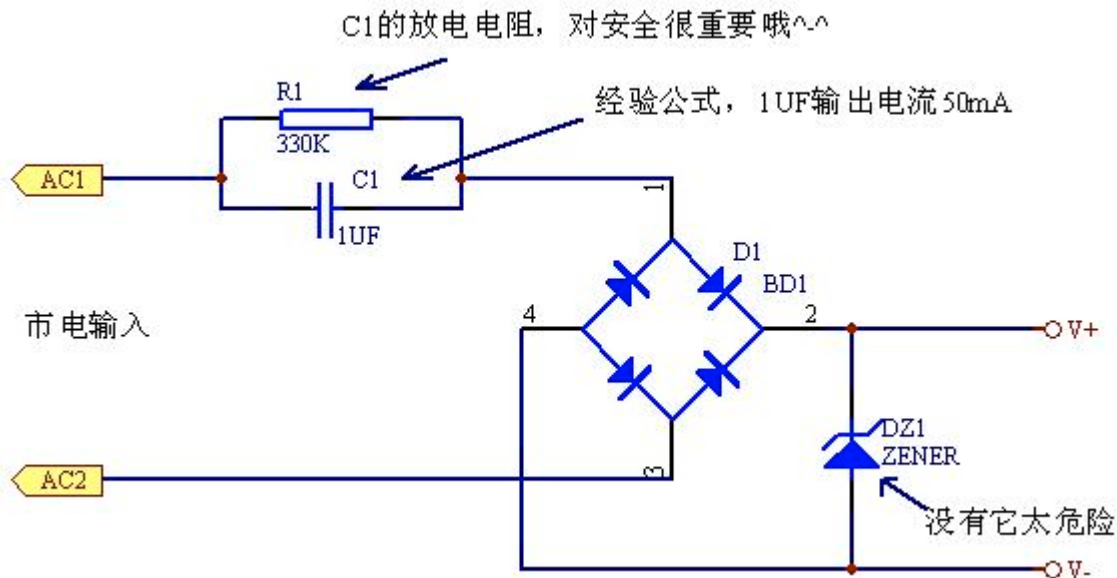 C1的放电电阻，对安全很重要哦^-^
R1
经验公式，1UF输出电流50mA
330K
AC1
C1
1
1UF
D1
BD1
市电输入
4
2
V+
DZ1
ZENER
3
AC2
没有它太危险
V-